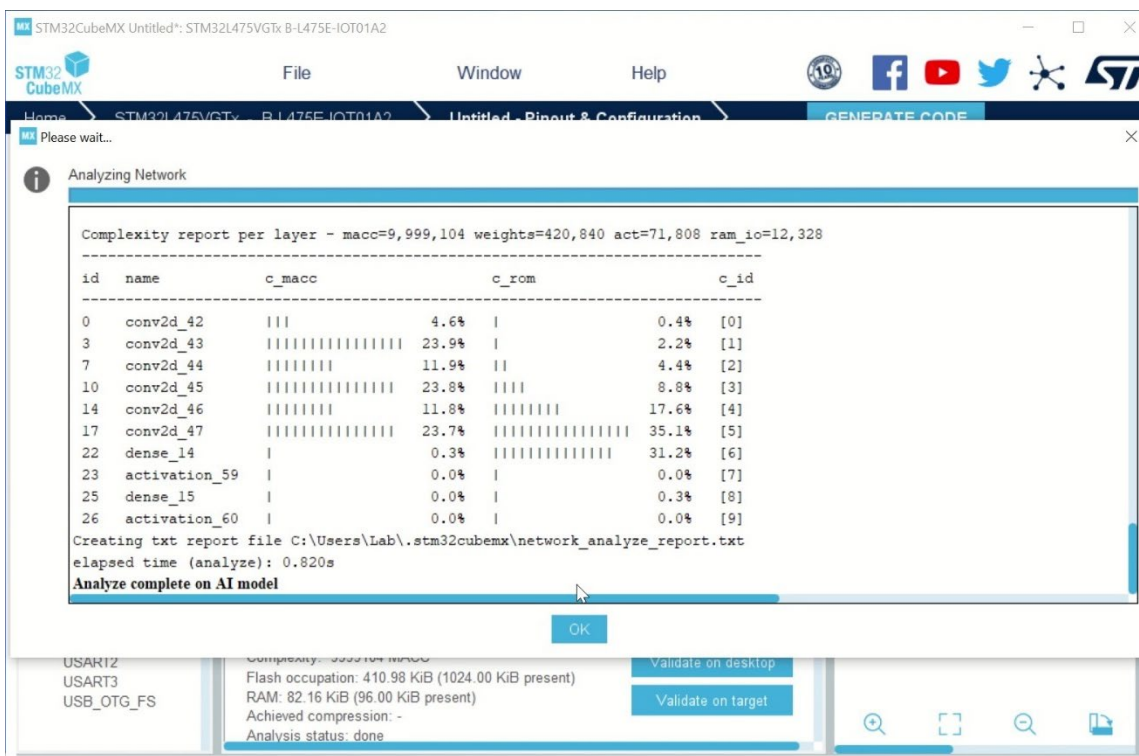 MX STM32CubeMX Untitled*: STM32L475VGTx B-L475E-IOT01A2
STM32 CubeMX
File Window Help
10
Home STM32L475VGTx - B-L475E-IOT01A2 Untitled - Pinout & Configuration GENERATE CODE
MX Please wait...
Analyzing Network
Complexity report per layer - macc=9,999,104 weights=420,840 act=71,808 ram_io=12,328
id name c_macc c_rom c_id
0 conv2d_42 ||| 4.6% | 0.4% [0]
3 conv2d_43 |||||||||||||||| 23.9% | 2.2% [1]
7 conv2d_44 |||||||| 11.9% || 4.4% [2]
10 conv2d_45 ||||||||||||||| 23.8% |||| 8.8% [3]
14 conv2d_46 |||||||| 11.8% |||||||| 17.6% [4]
17 conv2d_47 ||||||||||||||| 23.7% |||||||||||||||| 35.1% [5]
22 dense_14 | 0.3% |||||||||||||| 31.2% [6]
23 activation_59 | 0.0% | 0.0% [7]
25 dense_15 | 0.0% | 0.3% [8]
26 activation_60 | 0.0% | 0.0% [9]
Creating txt report file C:\Users\Lab\.stm32cubemx\network_analyze_report.txt
elapsed time (analyze): 0.820s
Analyze complete on AI model
OK
USART2
USART3
USB_OTG_FS
Complexity: 9999104 MACC
Flash occupation: 410.98 KiB (1024.00 KiB present)
RAM: 82.16 KiB (96.00 KiB present)
Achieved compression: -
Analysis status: done
Validate on desktop
Validate on target